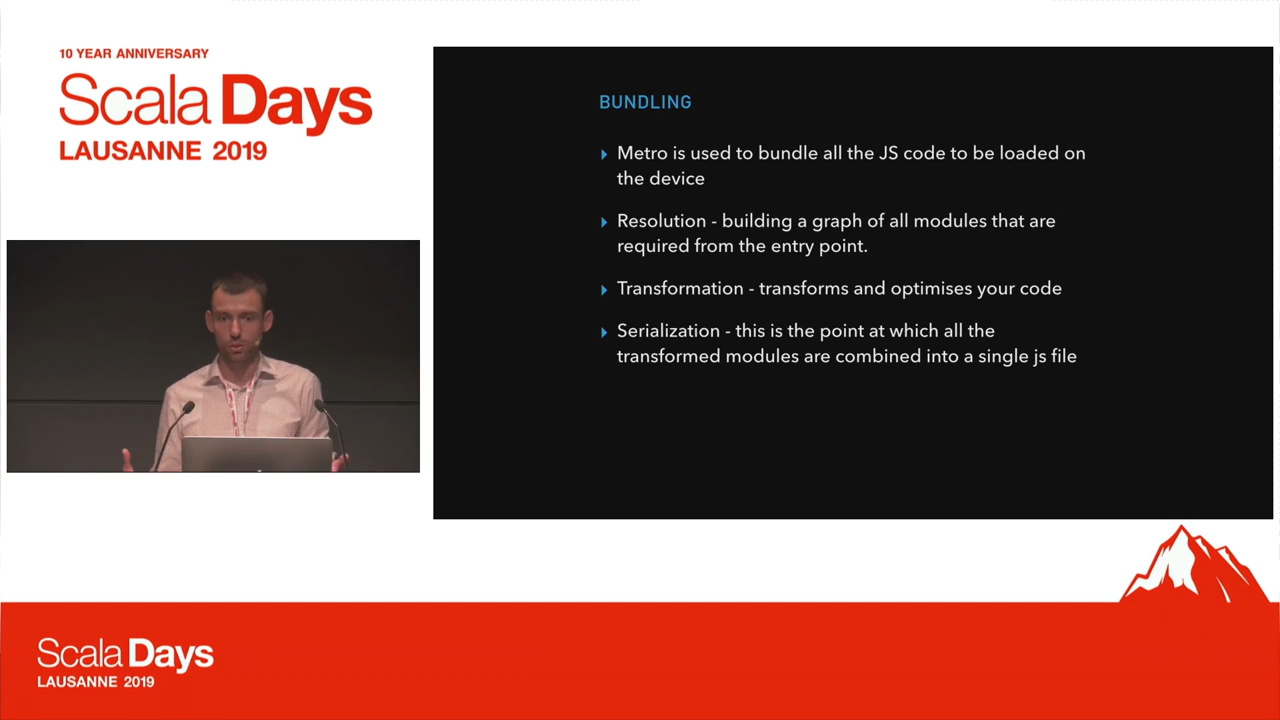 10 YEAR ANNIVERSARY
Scala Days
LAUSANNE 2019
BUNDLING
Metro is used to bundle all the JS code to be loaded on
the device
Resolution - building a graph of all modules that are
required from the entry point.
Transformation - transforms and optimises your code
Serialization - this is the point at which all the
transformed modules are combined into a single js file
Scala Days
LAUSANNE 2019